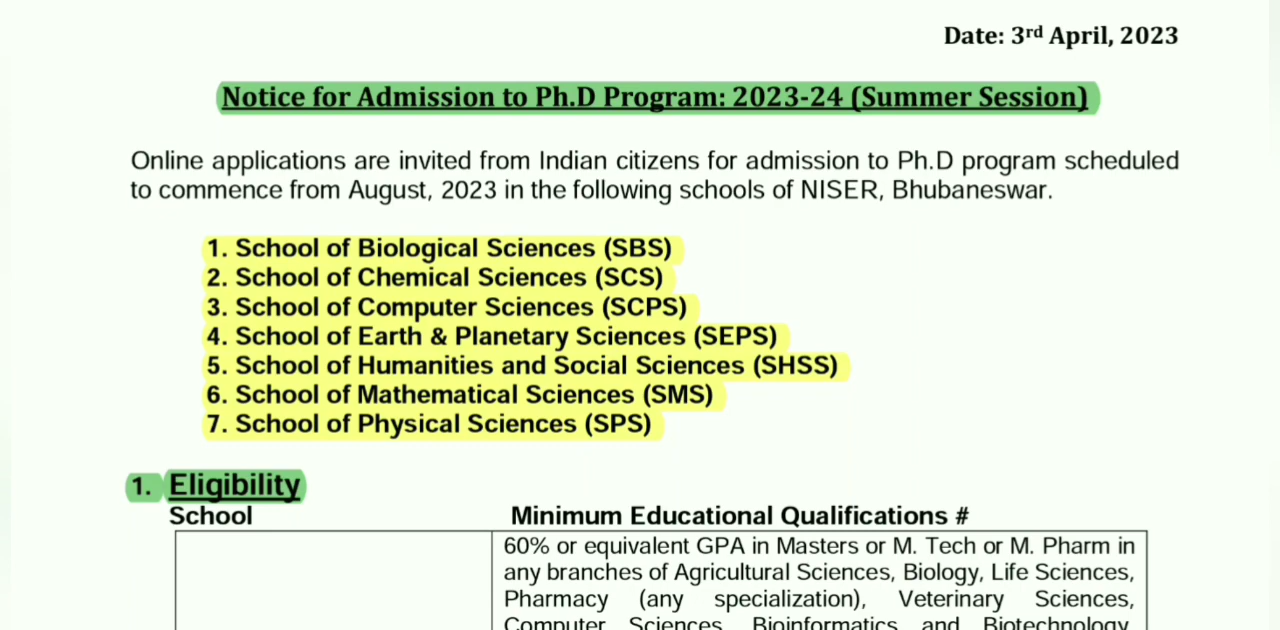 Date: 3rd April, 2023
Notice for Admission to Ph.D Program: 2023-24 (Summer Session)
Online applications are invited from Indian citizens for admission to Ph.D program scheduled
to commence from August, 2023 in the following schools of NISER, Bhubaneswar.
1. School of Biological Sciences (SBS)
2. School of Chemical Sciences (SCS)
3. School of Computer Sciences (SCPS)
4. School of Earth & Planetary Sciences (SEPS)
5. School of Humanities and Social Sciences (SHSS)
6. School of Mathematical Sciences (SMS)
7. School of Physical Sciences (SPS)
1. Eligibility
School Minimum Educational Qualifications #
60% or equivalent GPA in Masters or M. Tech or M. Pharm in
any branches of Agricultural Sciences, Biology, Life Sciences,
Pharmacy (any specialization), Veterinary Sciences,
Computer Sciences, Bioinformatics and Biotechnology